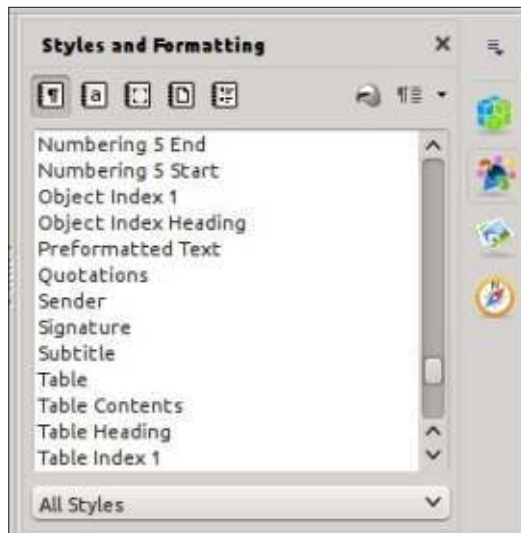 Styles and Formatting
Numbering 5 End
Numbering 5 Start
Object Index 1
Object Index Heading
Preformatted Text
Quotations
Sender
Signature
Subtitle
Table
Table Contents
Table Heading
Table Index 1
All Styles